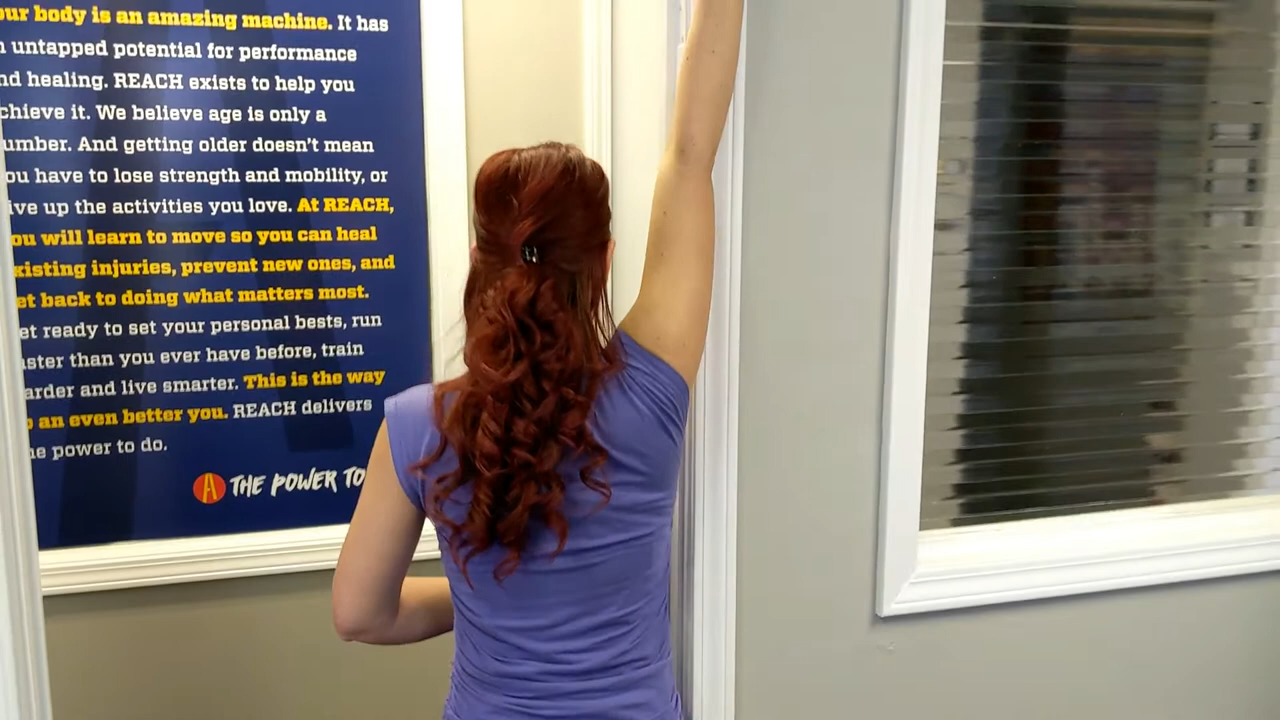 our body is an amazing machine. It has
untapped potential for performance
nd healing. REACH exists to help you
chieve it. We believe age is only a
umber. And getting older doesn't mean
ou have to lose strength and mobility, or
ive up the activities you love. At REACH,
ou will learn to move so you can heal
xisting injuries, prevent new ones, and
et back to doing what matters most.
et ready to set your personal bests, run
ster than you ever have before, train
arder and live smarter. This is the way
an even better you. REACH delivers
he power to do.
THE POWER TO